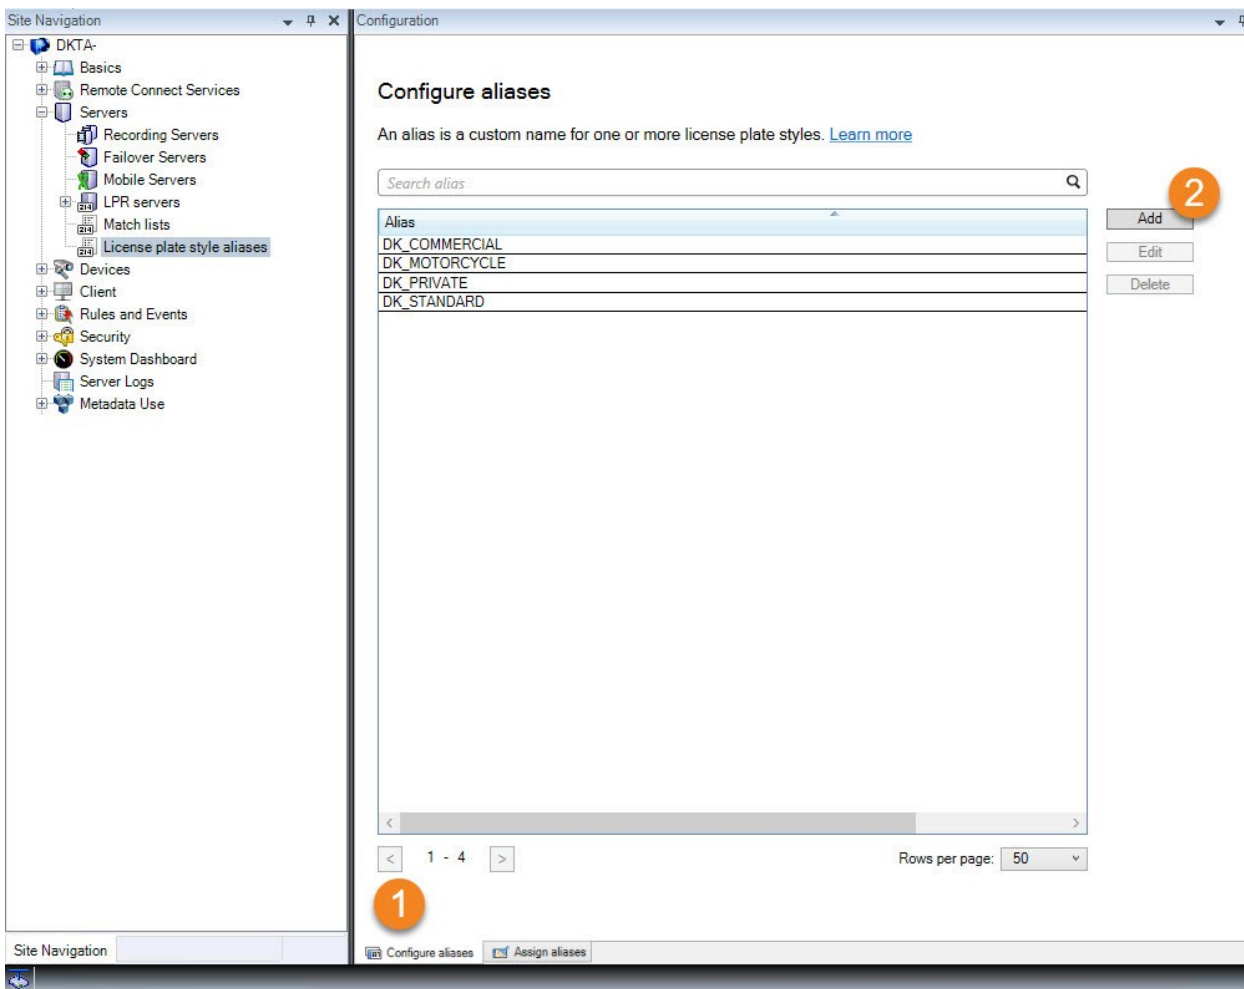 Site Navigation
DKTA-
Basics
Remote Connect Services
Servers
Recording Servers
Failover Servers
Mobile Servers
LPR servers
Match lists
License plate style aliases
Devices
Client
Rules and Events
Security
System Dashboard
Server Logs
Metadata Use
Site Navigation
Configuration
Configure aliases
An alias is a custom name for one or more license plate styles. Learn more
Search alias
Alias
DK_COMMERCIAL
DK_MOTORCYCLE
DK_PRIVATE
DK_STANDARD
2
Add
Edit
Delete
< 1 - 4 >
Rows per page: 50
1
Configure aliases
Assign aliases